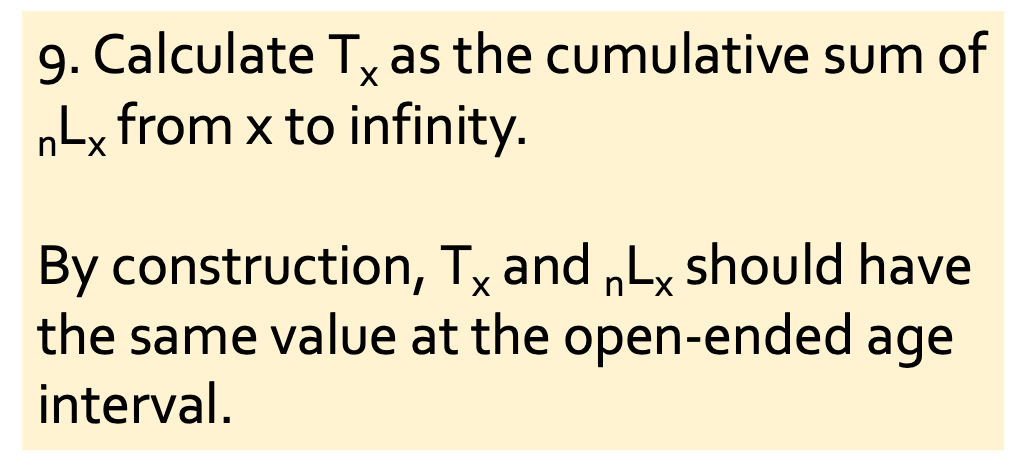 9. Calculate Tₓ as the cumulative sum of
ₙLₓ from x to infinity.
By construction, Tₓ and ₙLₓ should have
the same value at the open-ended age
interval.